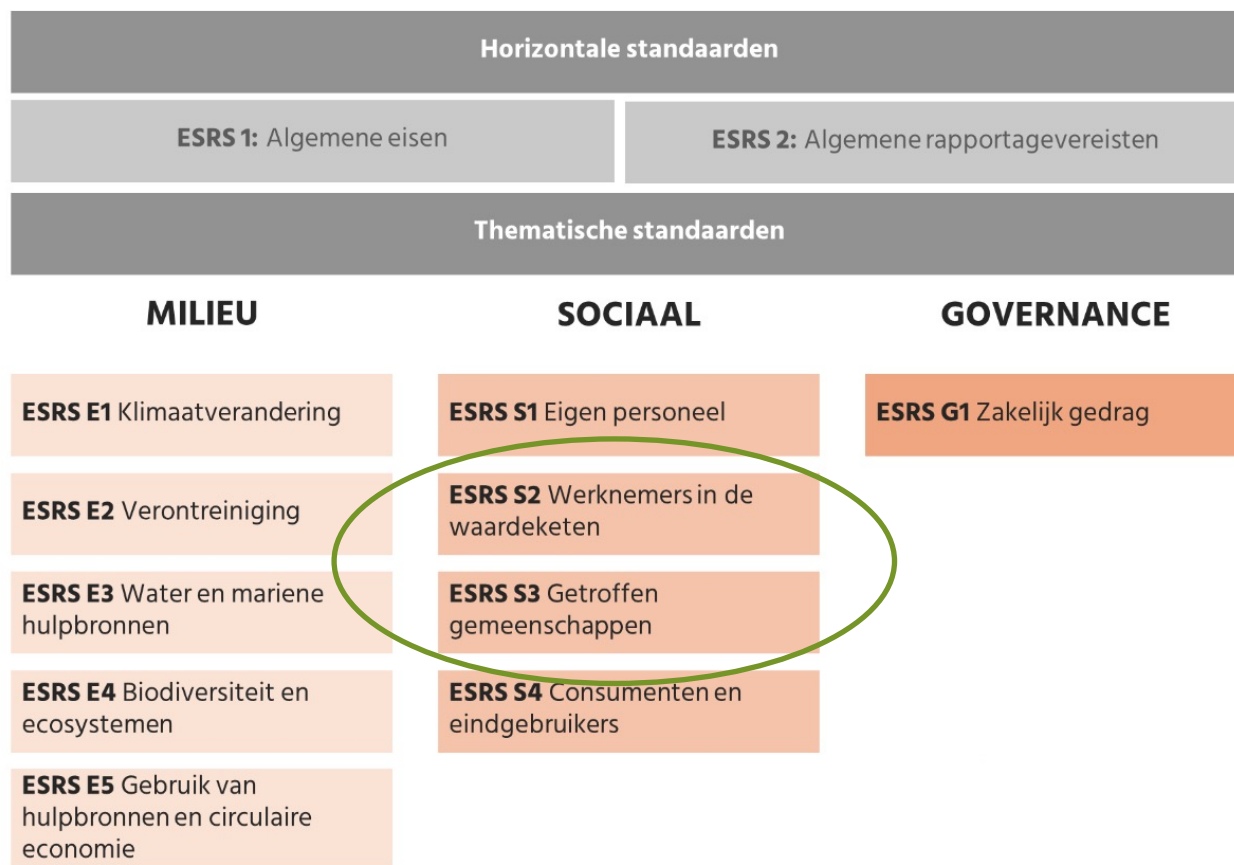 Horizontale standaarden
ESRS 1: Algemene eisen
ESRS 2: Algemene rapportagevereisten
Thematische standaarden
MILIEU
SOCIAAL
GOVERNANCE
ESRS E1 Klimaatverandering
ESRS S1 Eigen personeel
ESRS G1 Zakelijk gedrag
ESRS E2 Verontreiniging
ESRS S2 Werknemers in de
waardeketen
ESRS E3 Water en mariene
hulpbronnen
ESRS S3 Getroffen
gemeenschappen
ESRS E4 Biodiversiteit en
ecosystemen
ESRS S4 Consumenten en
eindgebruikers
ESRS E5 Gebruik van
hulpbronnen en circulaire
economie